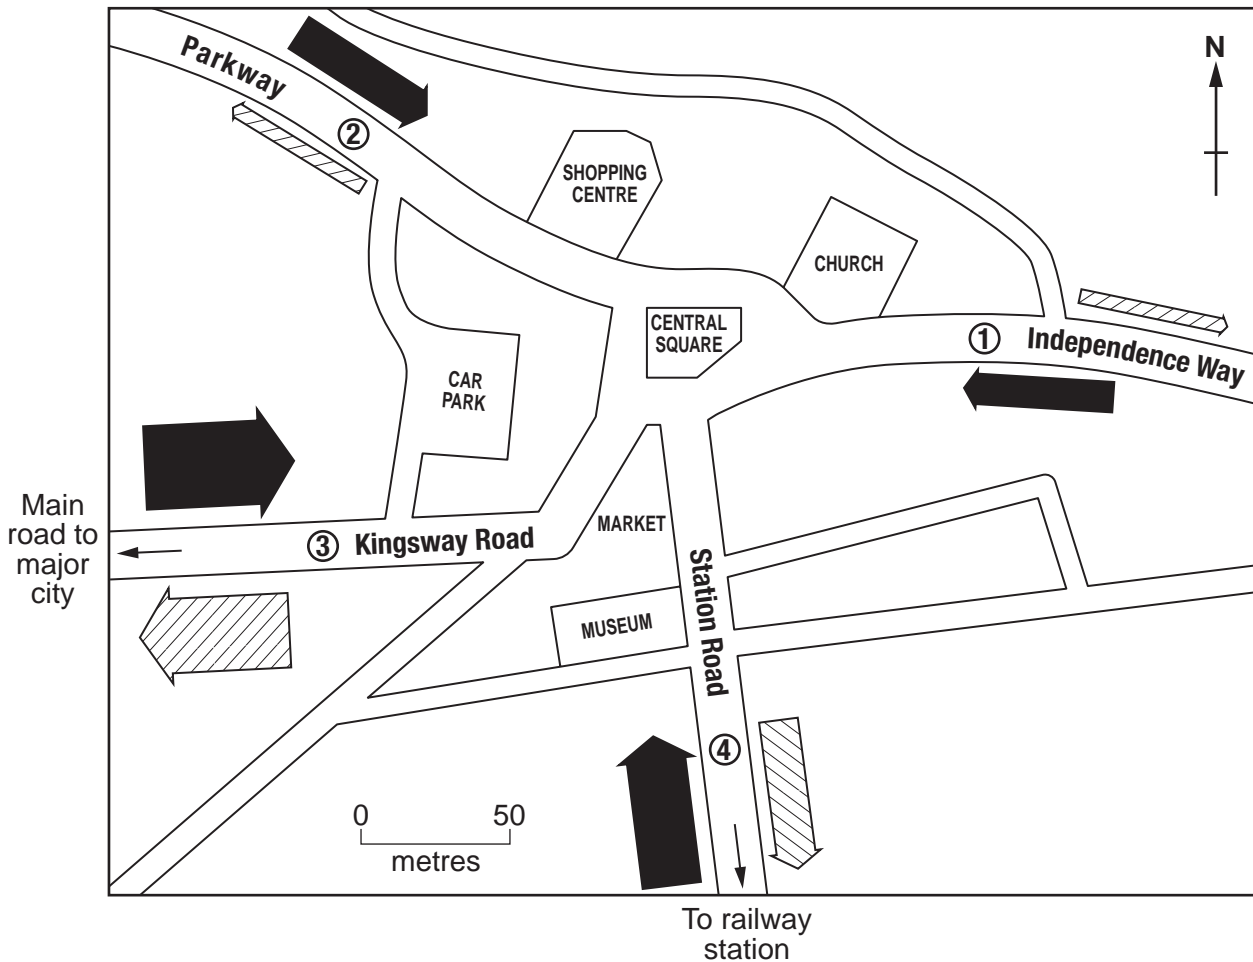 Parkway
N
②
SHOPPING
CENTRE
CHURCH
CENTRAL
SQUARE
① Independence Way
CAR
PARK
Main
road to
major
city
③ Kingsway Road
MARKET
Station Road
MUSEUM
④
0 50
metres
To railway
station